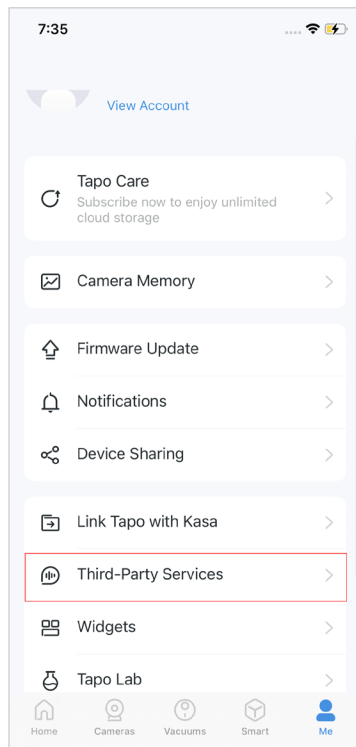 7:35
View Account
Tapo Care
Subscribe now to enjoy unlimited
cloud storage
Camera Memory
Firmware Update
Notifications
Device Sharing
Link Tapo with Kasa
Third-Party Services
Widgets
Tapo Lab
Home Cameras Vacuums Smart Me